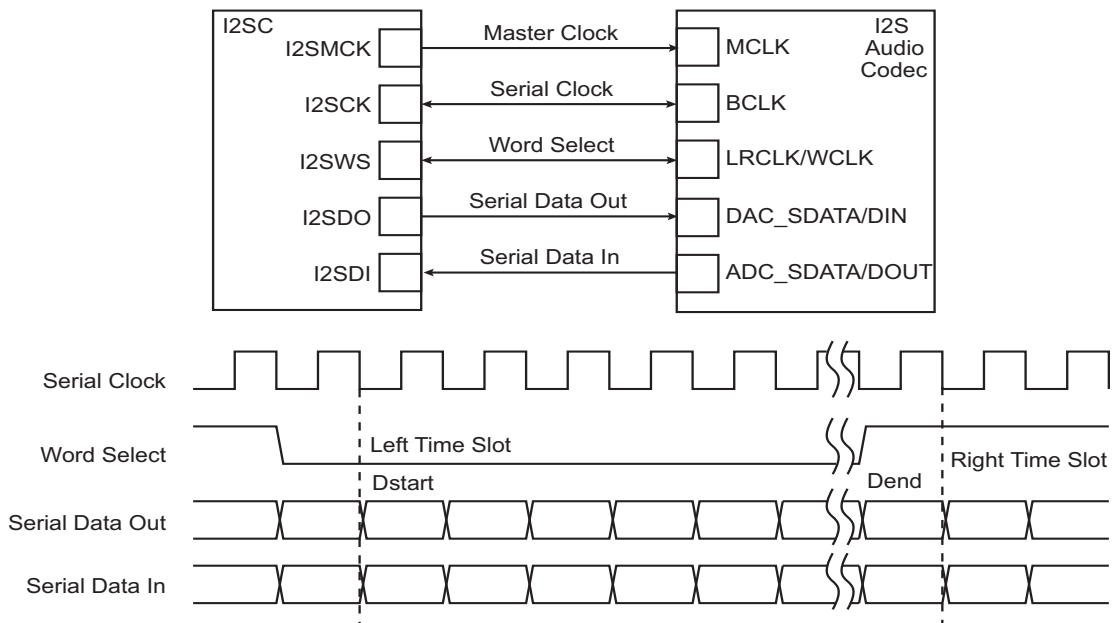 I2SC
I2SMCK
Master Clock
MCLK
I2S
Audio
Codec
I2SCK
Serial Clock
BCLK
I2SWS
Word Select
LRCLK/WCLK
I2SDO
Serial Data Out
DAC_SDATA/DIN
I2SDI
Serial Data In
ADC_SDATA/DOUT
Serial Clock
Word Select
Left Time Slot
Right Time Slot
Dstart
Dend
Serial Data Out
Serial Data In